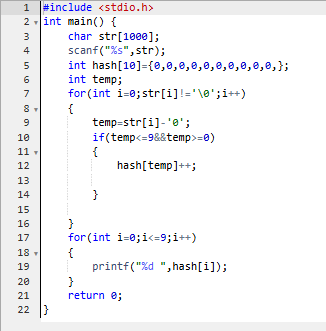 1 #include <stdio.h>
2 int main() {
3 char str[1000];
4 scanf("%s",str);
5 int hash[10]={0,0,0,0,0,0,0,0,0,};
6 int temp;
7 for(int i=0;str[i]!='\0';i++)
8 {
9 temp=str[i]-'0';
10 if(temp<=9&&temp>=0)
11 {
12 hash[temp]++;
13
14 }
15
16 }
17 for(int i=0;i<=9;i++)
18 {
19 printf("%d ",hash[i]);
20 }
21 return 0;
22 }